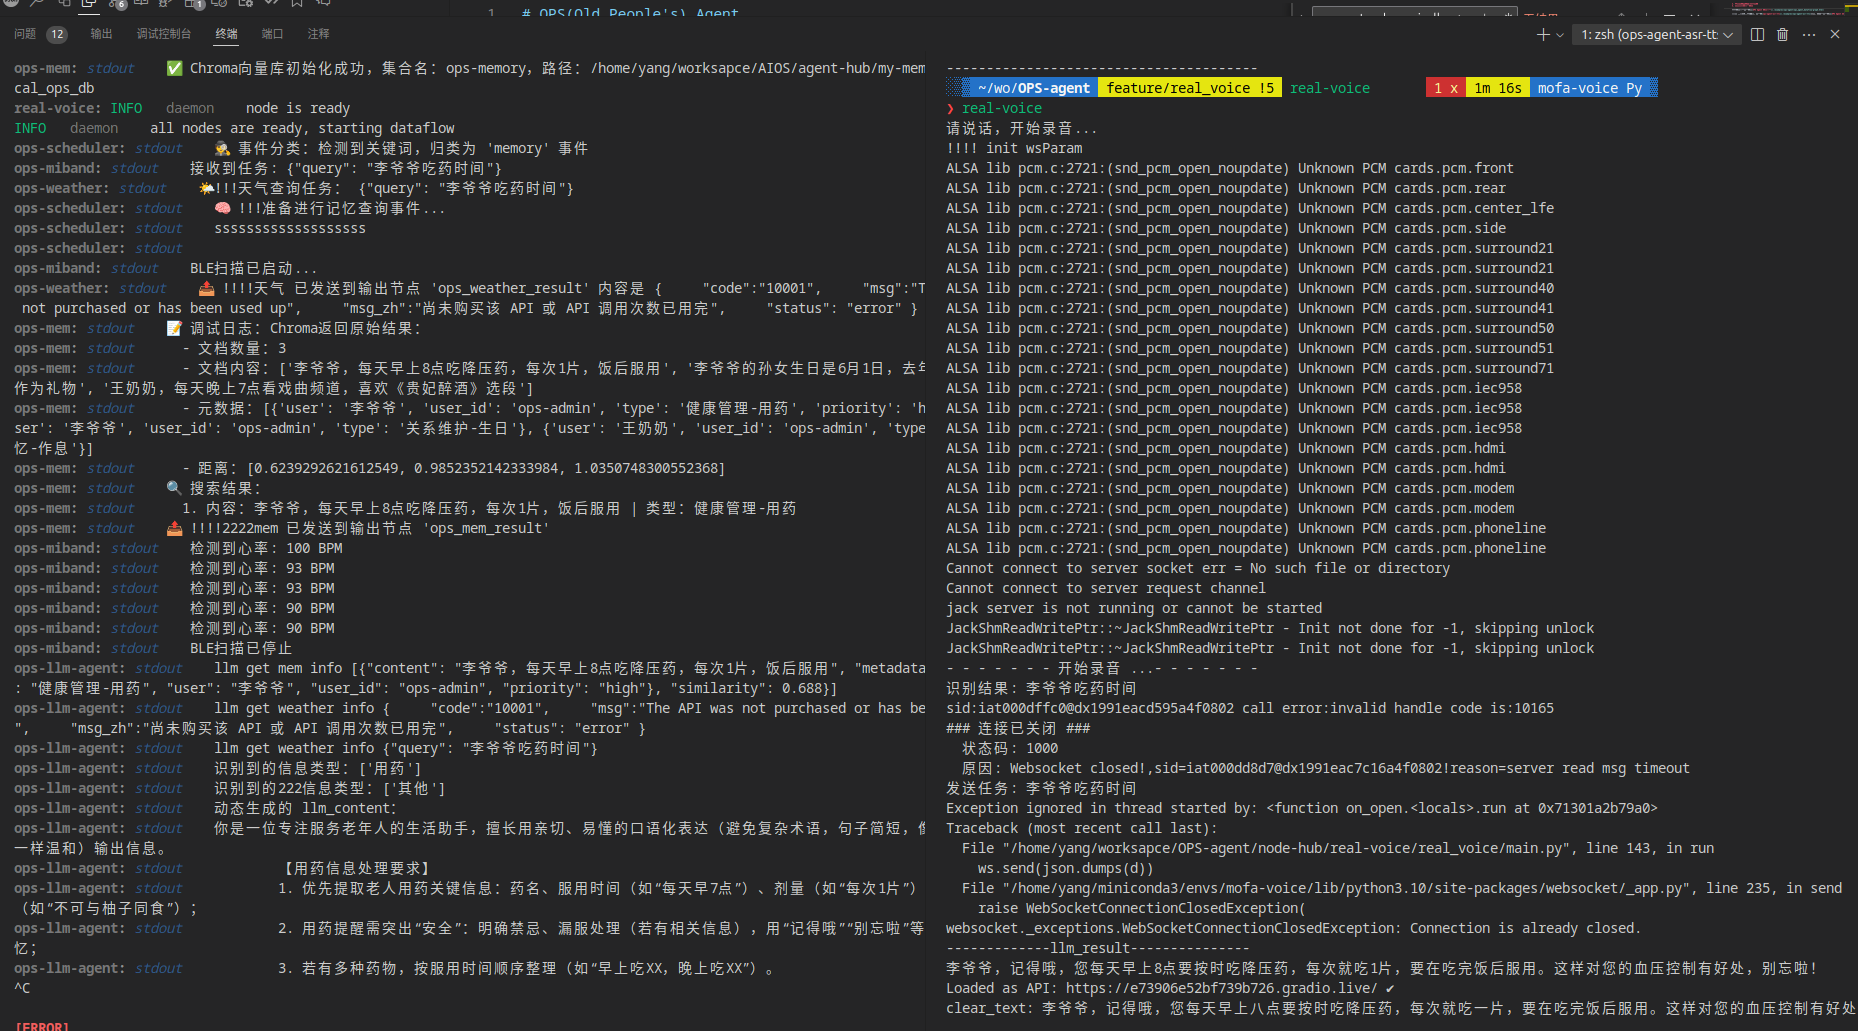 1 # OPS(Old People's) Agent
问题 12 输出 调试控制台 终端 端口 注释
1: zsh (ops-agent-asr-tt
ops-mem: stdout ✅ Chroma向量库初始化成功，集合名：ops-memory，路径：/home/yang/worksapce/AIOS/agent-hub/my-mem
cal_ops_db
real-voice: INFO daemon node is ready
INFO daemon all nodes are ready, starting dataflow
ops-scheduler: stdout 🕵 事件分类：检测到关键词，归类为 'memory' 事件
ops-miband: stdout 接收到任务: {"query": "李爷爷吃药时间"}
ops-weather: stdout 🌤!!!天气查询任务： {"query": "李爷爷吃药时间"}
ops-scheduler: stdout 🧠 !!!准备进行记忆查询事件...
ops-scheduler: stdout sssssssssssssssssss
ops-scheduler: stdout
ops-miband: stdout BLE扫描已启动...
ops-weather: stdout 📤 !!!!天气 已发送到输出节点 'ops_weather_result' 内容是 { "code":"10001", "msg":"T
not purchased or has been used up", "msg_zh":"尚未购买该 API 或 API 调用次数已用完", "status": "error" }
ops-mem: stdout 📝 调试日志：Chroma返回原始结果：
ops-mem: stdout - 文档数量：3
ops-mem: stdout - 文档内容：['李爷爷，每天早上8点吃降压药，每次1片，饭后服用', '李爷爷的孙女生日是6月1日，去年
作为礼物', '王奶奶，每天晚上7点看戏曲频道，喜欢《贵妃醉酒》选段']
ops-mem: stdout - 元数据：[{'user': '李爷爷', 'user_id': 'ops-admin', 'type': '健康管理-用药', 'priority': 'h
ser': '李爷爷', 'user_id': 'ops-admin', 'type': '关系维护-生日'}, {'user': '王奶奶', 'user_id': 'ops-admin', 'type
忆-作息'}]
ops-mem: stdout - 距离：[0.6239292621612549, 0.9852352142333984, 1.0350748300552368]
ops-mem: stdout 🔍 搜索结果：
ops-mem: stdout 1. 内容：李爷爷，每天早上8点吃降压药，每次1片，饭后服用 | 类型：健康管理-用药
ops-mem: stdout 📤 !!!!2222mem 已发送到输出节点 'ops_mem_result'
ops-miband: stdout 检测到心率: 100 BPM
ops-miband: stdout 检测到心率: 93 BPM
ops-miband: stdout 检测到心率: 93 BPM
ops-miband: stdout 检测到心率: 90 BPM
ops-miband: stdout 检测到心率: 90 BPM
ops-miband: stdout BLE扫描已停止
ops-llm-agent: stdout llm get mem info [{"content": "李爷爷，每天早上8点吃降压药，每次1片，饭后服用", "metadata
: "健康管理-用药", "user": "李爷爷", "user_id": "ops-admin", "priority": "high"}, "similarity": 0.688}]
ops-llm-agent: stdout llm get weather info { "code":"10001", "msg":"The API was not purchased or has be
", "msg_zh":"尚未购买该 API 或 API 调用次数已用完", "status": "error" }
ops-llm-agent: stdout llm get weather info {"query": "李爷爷吃药时间"}
ops-llm-agent: stdout 识别到的信息类型：['用药']
ops-llm-agent: stdout 识别到的222信息类型：['其他']
ops-llm-agent: stdout 动态生成的 llm_content:
ops-llm-agent: stdout 你是一位专注服务老年人的生活助手，擅长用亲切、易懂的口语化表达（避免复杂术语，句子简短，像
一样温和）输出信息。
ops-llm-agent: stdout 【用药信息处理要求】
ops-llm-agent: stdout 1. 优先提取老人用药关键信息：药名、服用时间（如“每天早7点”）、剂量（如“每次1片”）
（如“不可与柚子同食”）；
ops-llm-agent: stdout 2. 用药提醒需突出“安全”：明确禁忌、漏服处理（若有相关信息），用“记得哦”“别忘啦”等
忆；
ops-llm-agent: stdout 3. 若有多种药物，按服用时间顺序整理（如“早上吃XX，晚上吃XX”）。
^C
[ERROR]
---------------------------------------
~/wo/OPS-agent feature/real_voice !5 real-voice 1 x 1m 16s mofa-voice Py
❯ real-voice
请说话，开始录音...
!!!! init wsParam
ALSA lib pcm.c:2721:(snd_pcm_open_noupdate) Unknown PCM cards.pcm.front
ALSA lib pcm.c:2721:(snd_pcm_open_noupdate) Unknown PCM cards.pcm.rear
ALSA lib pcm.c:2721:(snd_pcm_open_noupdate) Unknown PCM cards.pcm.center_lfe
ALSA lib pcm.c:2721:(snd_pcm_open_noupdate) Unknown PCM cards.pcm.side
ALSA lib pcm.c:2721:(snd_pcm_open_noupdate) Unknown PCM cards.pcm.surround21
ALSA lib pcm.c:2721:(snd_pcm_open_noupdate) Unknown PCM cards.pcm.surround21
ALSA lib pcm.c:2721:(snd_pcm_open_noupdate) Unknown PCM cards.pcm.surround40
ALSA lib pcm.c:2721:(snd_pcm_open_noupdate) Unknown PCM cards.pcm.surround41
ALSA lib pcm.c:2721:(snd_pcm_open_noupdate) Unknown PCM cards.pcm.surround50
ALSA lib pcm.c:2721:(snd_pcm_open_noupdate) Unknown PCM cards.pcm.surround51
ALSA lib pcm.c:2721:(snd_pcm_open_noupdate) Unknown PCM cards.pcm.surround71
ALSA lib pcm.c:2721:(snd_pcm_open_noupdate) Unknown PCM cards.pcm.iec958
ALSA lib pcm.c:2721:(snd_pcm_open_noupdate) Unknown PCM cards.pcm.iec958
ALSA lib pcm.c:2721:(snd_pcm_open_noupdate) Unknown PCM cards.pcm.iec958
ALSA lib pcm.c:2721:(snd_pcm_open_noupdate) Unknown PCM cards.pcm.hdmi
ALSA lib pcm.c:2721:(snd_pcm_open_noupdate) Unknown PCM cards.pcm.hdmi
ALSA lib pcm.c:2721:(snd_pcm_open_noupdate) Unknown PCM cards.pcm.modem
ALSA lib pcm.c:2721:(snd_pcm_open_noupdate) Unknown PCM cards.pcm.modem
ALSA lib pcm.c:2721:(snd_pcm_open_noupdate) Unknown PCM cards.pcm.phoneline
ALSA lib pcm.c:2721:(snd_pcm_open_noupdate) Unknown PCM cards.pcm.phoneline
Cannot connect to server socket err = No such file or directory
Cannot connect to server request channel
jack server is not running or cannot be started
JackShmReadWritePtr::~JackShmReadWritePtr - Init not done for -1, skipping unlock
JackShmReadWritePtr::~JackShmReadWritePtr - Init not done for -1, skipping unlock
- - - - - - - 开始录音 ...- - - - - - -
识别结果: 李爷爷吃药时间
sid:iat000dffc0@dx1991eacd595a4f0802 call error:invalid handle code is:10165
### 连接已关闭 ###
状态码: 1000
原因: Websocket closed!,sid=iat000dd8d7@dx1991eac7c16a4f0802!reason=server read msg timeout
发送任务: 李爷爷吃药时间
Exception ignored in thread started by: <function on_open.<locals>.run at 0x71301a2b79a0>
Traceback (most recent call last):
File "/home/yang/worksapce/OPS-agent/node-hub/real-voice/real_voice/main.py", line 143, in run
ws.send(json.dumps(d))
File "/home/yang/miniconda3/envs/mofa-voice/lib/python3.10/site-packages/websocket/_app.py", line 235, in send
raise WebSocketConnectionClosedException(
websocket._exceptions.WebSocketConnectionClosedException: Connection is already closed.
-------------llm_result---------------
李爷爷，记得哦，您每天早上8点要按时吃降压药，每次就吃1片，要在吃完饭后服用。这样对您的血压控制有好处，别忘啦！
Loaded as API: https://e73906e52bf739b726.gradio.live/ ✔
clear_text: 李爷爷，记得哦，您每天早上八点要按时吃降压药，每次就吃一片，要在吃完饭后服用。这样对您的血压控制有好处